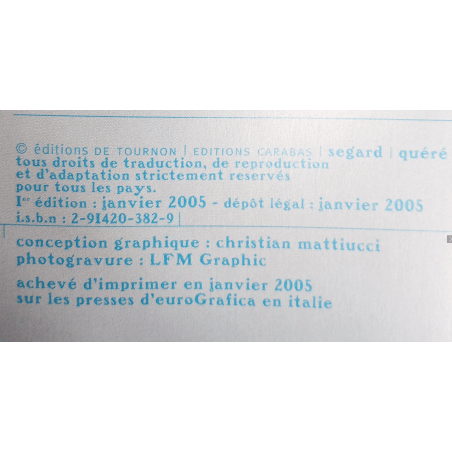 © éditions DE TOURNON | EDITIONS CARABAS | segard | quéré
tous droits de traduction, de reproduction
et d'adaptation strictement reservés
pour tous les pays.
Iʳᵉ édition : janvier 2005 - dépôt légal : janvier 2005
i.s.b.n : 2-91420-382-9 |
conception graphique : christian mattiucci
photogravure : LFM Graphic
achevé d'imprimer en janvier 2005
sur les presses d'euroGrafica en italie